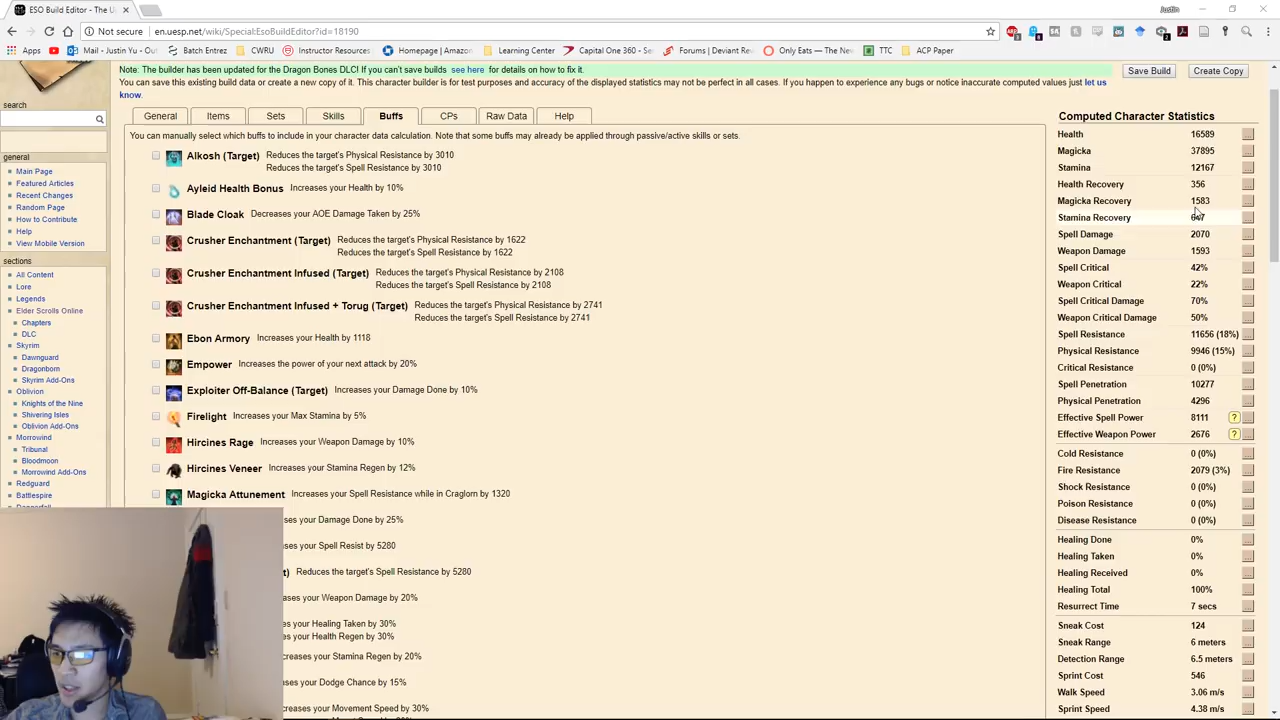 ESO Build Editor - The U
Justin
Not secure | en.uesp.net/wiki/Special:EsoBuildEditor?id=18190
Apps
Mail - Justin Yu - Out
Batch Entrez
CWRU
Instructor Resources
Homepage | Amazon
Learning Center
Capital One 360 - Se
Forums | Deviant Rev
Only Eats — The New
TTC
ACP Paper
Note: The builder has been updated for the Dragon Bones DLC! If you can't save builds see here for details on how to fix it.
You can save this existing build data or create a new copy of it. This character builder is for test purposes and accuracy of the displayed statistics may not be perfect in all cases. If you happen to experience any bugs or notice inaccurate computed values just let us
know.
Save Build
Create Copy
search
general
Main Page
Featured Articles
Recent Changes
Random Page
How to Contribute
Help
View Mobile Version
sections
All Content
Lore
Legends
Elder Scrolls Online
Chapters
DLC
Skyrim
Dawnguard
Dragonborn
Skyrim Add-Ons
Oblivion
Knights of the Nine
Shivering Isles
Oblivion Add-Ons
Morrowind
Tribunal
Bloodmoon
Morrowind Add-Ons
Redguard
Battlespire
General
Items
Sets
Skills
Buffs
CPs
Raw Data
Help
You can manually select which buffs to include in your character data calculation. Note that some buffs may already be applied through passive/active skills or sets.
Alkosh (Target) Reduces the target's Physical Resistance by 3010
Reduces the target's Spell Resistance by 3010
Ayleid Health Bonus Increases your Health by 10%
Blade Cloak Decreases your AOE Damage Taken by 25%
Crusher Enchantment (Target) Reduces the target's Physical Resistance by 1622
Reduces the target's Spell Resistance by 1622
Crusher Enchantment Infused (Target) Reduces the target's Physical Resistance by 2108
Reduces the target's Spell Resistance by 2108
Crusher Enchantment Infused + Torug (Target) Reduces the target's Physical Resistance by 2741
Reduces the target's Spell Resistance by 2741
Ebon Armory Increases your Health by 1118
Empower Increases the power of your next attack by 20%
Exploiter Off-Balance (Target) Increases your Damage Done by 10%
Firelight Increases your Max Stamina by 5%
Hircines Rage Increases your Weapon Damage by 10%
Hircines Veneer Increases your Stamina Regen by 12%
Magicka Attunement Increases your Spell Resistance while in Craglorn by 1320
ses your Damage Done by 25%
ses your Spell Resist by 5280
t) Reduces the target's Spell Resistance by 5280
ses your Weapon Damage by 20%
ses your Healing Taken by 30%
ses your Health Regen by 30%
creases your Stamina Regen by 20%
creases your Dodge Chance by 15%
creases your Movement Speed by 30%
Computed Character Statistics
Health 16589
Magicka 37895
Stamina 12167
Health Recovery 356
Magicka Recovery 1583
Stamina Recovery
Spell Damage 2070
Weapon Damage 1593
Spell Critical 42%
Weapon Critical 22%
Spell Critical Damage 70%
Weapon Critical Damage 50%
Spell Resistance 11656 (18%)
Physical Resistance 9946 (15%)
Critical Resistance 0 (0%)
Spell Penetration 10277
Physical Penetration 4296
Effective Spell Power 8111 ?
Effective Weapon Power 2676 ?
Cold Resistance 0 (0%)
Fire Resistance 2079 (3%)
Shock Resistance 0 (0%)
Poison Resistance 0 (0%)
Disease Resistance 0 (0%)
Healing Done 0%
Healing Taken 0%
Healing Received 0%
Healing Total 100%
Resurrect Time 7 secs
Sneak Cost 124
Sneak Range 6 meters
Detection Range 6.5 meters
Sprint Cost 546
Walk Speed 3.06 m/s
Sprint Speed 4.38 m/s